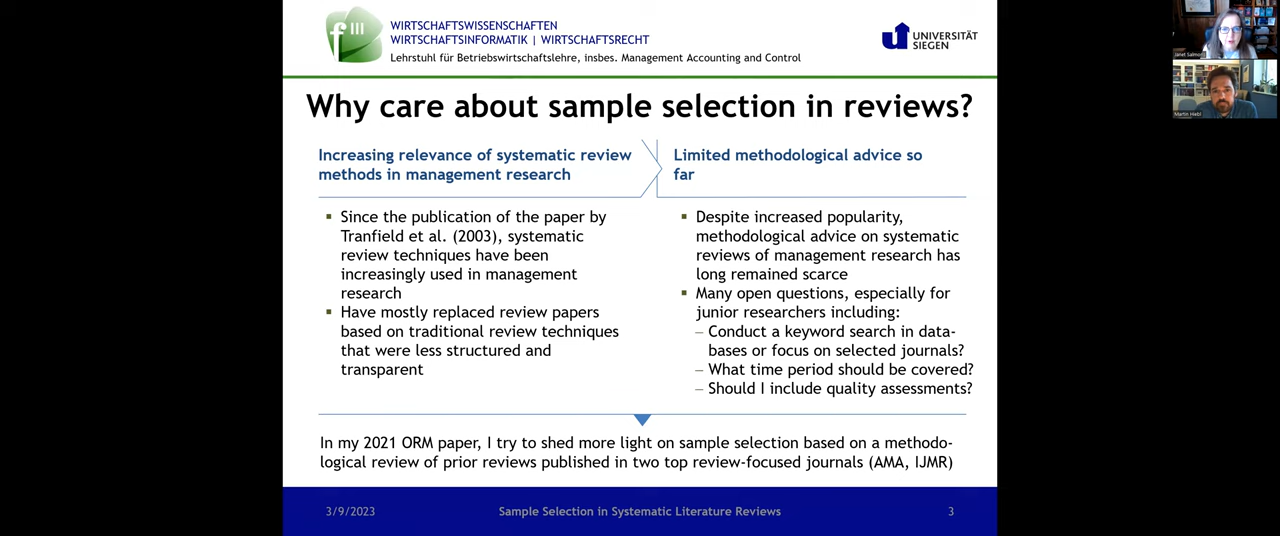 f III
WIRTSCHAFTSWISSENSCHAFTEN
WIRTSCHAFTSINFORMATIK | WIRTSCHAFTSRECHT
Lehrstuhl für Betriebswirtschaftslehre, insbes. Management Accounting and Control
UNIVERSITÄT
SIEGEN
Janet Salmons
Martin Hiebl
Why care about sample selection in reviews?
Increasing relevance of systematic review
methods in management research
▪ Since the publication of the paper by
Tranfield et al. (2003), systematic
review techniques have been
increasingly used in management
research
▪ Have mostly replaced review papers
based on traditional review techniques
that were less structured and
transparent
Limited methodological advice so
far
▪ Despite increased popularity,
methodological advice on systematic
reviews of management research has
long remained scarce
▪ Many open questions, especially for
junior researchers including:
– Conduct a keyword search in data-
bases or focus on selected journals?
– What time period should be covered?
– Should I include quality assessments?
In my 2021 ORM paper, I try to shed more light on sample selection based on a methodo-
logical review of prior reviews published in two top review-focused journals (AMA, IJMR)
3/9/2023
Sample Selection in Systematic Literature Reviews
3